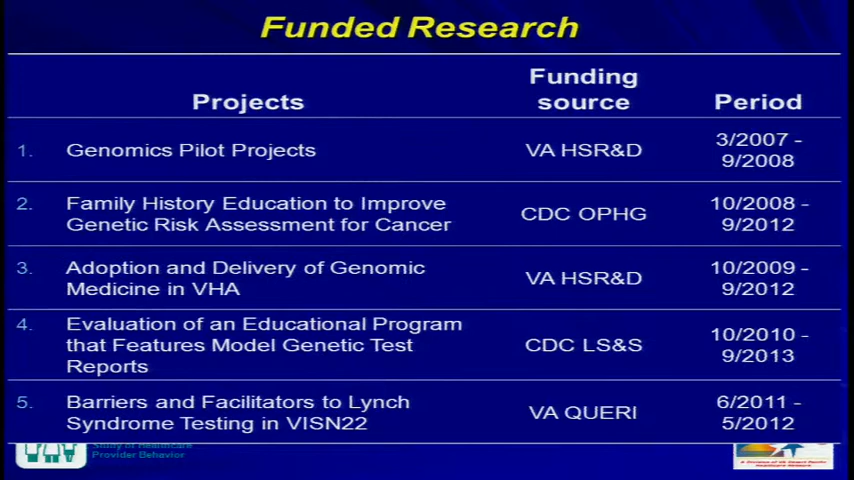 Funded Research
Projects
Funding
source
Period
1.
Genomics Pilot Projects
VA HSR&D
3/2007 -
9/2008
2.
Family History Education to Improve
Genetic Risk Assessment for Cancer
CDC OPHG
10/2008 -
9/2012
3.
Adoption and Delivery of Genomic
Medicine in VHA
VA HSR&D
10/2009 -
9/2012
4.
Evaluation of an Educational Program
that Features Model Genetic Test
Reports
CDC LS&S
10/2010 -
9/2013
5.
Barriers and Facilitators to Lynch
Syndrome Testing in VISN22
VA QUERI
6/2011 -
5/2012
Study of Healthcare
Provider Behavior